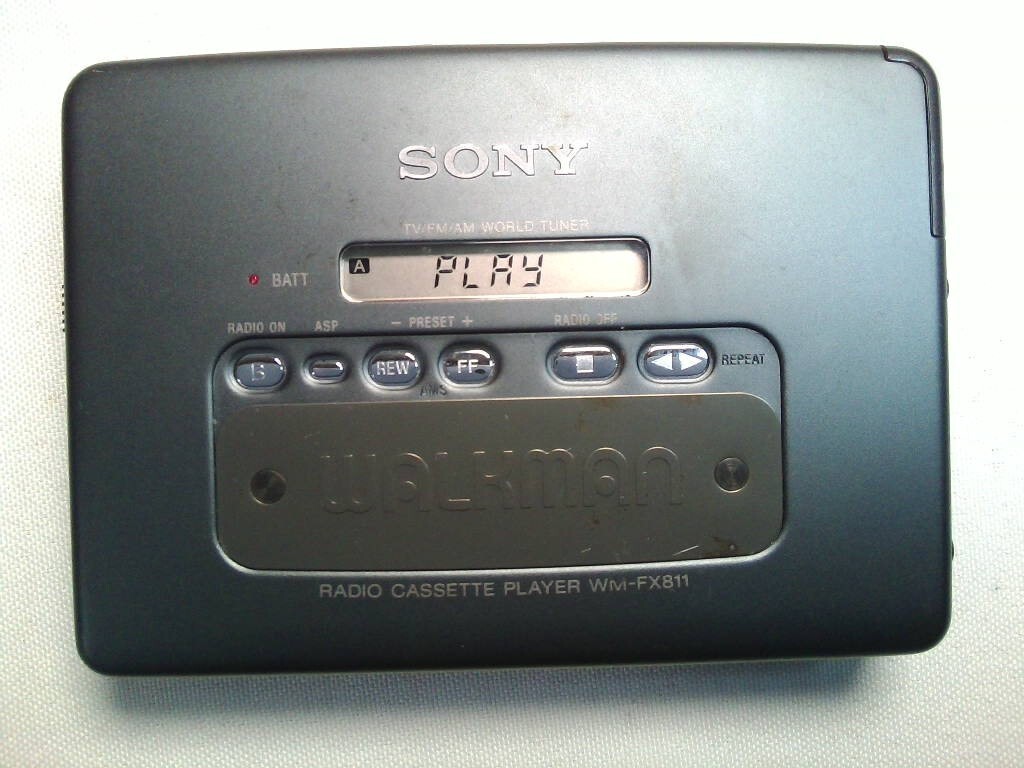 SONY
TV/FM/AM WORLD TUNER
A PLAY
BATT
RADIO ON ASP − PRESET + RADIO OFF
REW FF REPEAT
AMS
WALKMAN
RADIO CASSETTE PLAYER WM-FX811